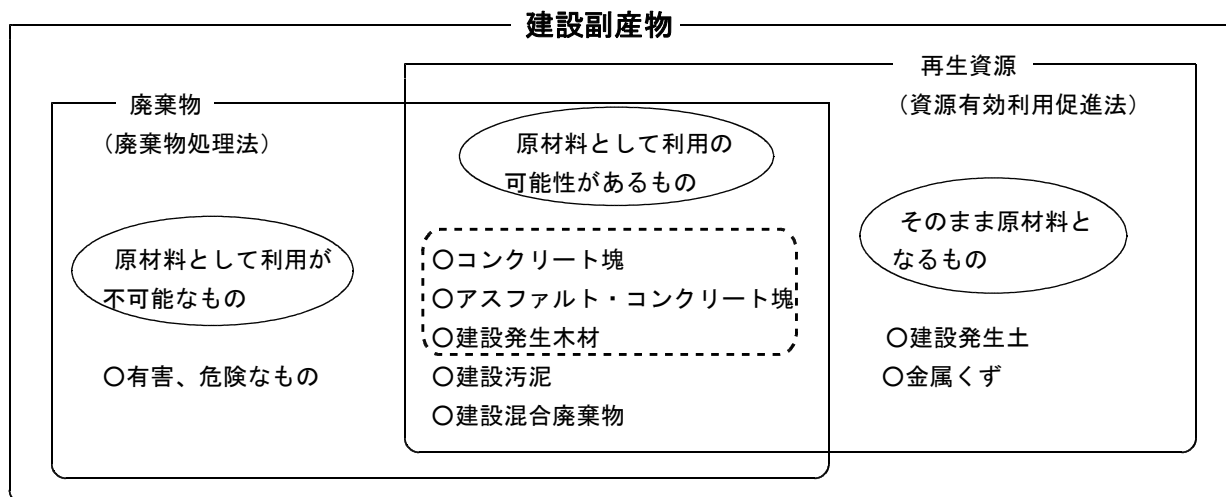 建設副産物
再生資源
（資源有効利用促進法）
廃棄物
（廃棄物処理法）
原材料として利用の
可能性があるもの
そのまま原材料と
なるもの
原材料として利用が
不可能なもの
○コンクリート塊
○アスファルト・コンクリート塊
○建設発生木材
○建設汚泥
○建設混合廃棄物
○有害、危険なもの
○建設発生土
○金属くず